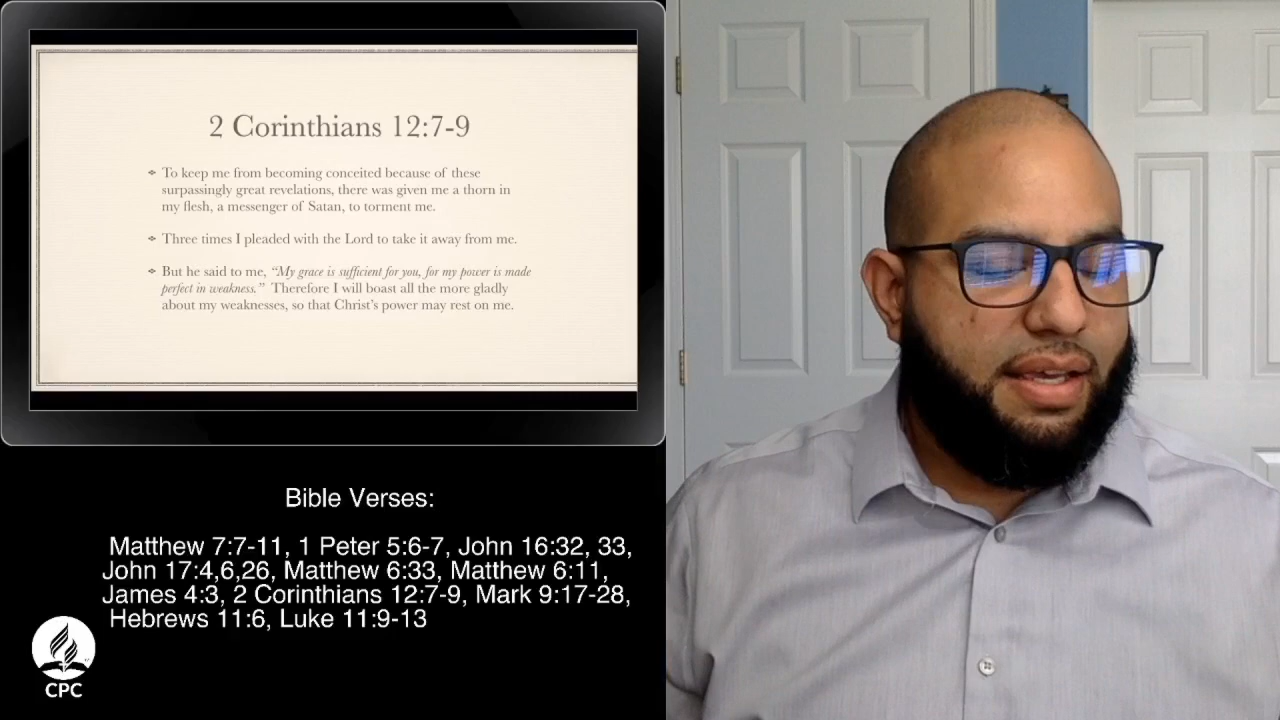 2 Corinthians 12:7-9
To keep me from becoming conceited because of these
surpassingly great revelations, there was given me a thorn in
my flesh, a messenger of Satan, to torment me.
Three times I pleaded with the Lord to take it away from me.
But he said to me, “My grace is sufficient for you, for my power is made
perfect in weakness.” Therefore I will boast all the more gladly
about my weaknesses, so that Christ’s power may rest on me.
Bible Verses:
Matthew 7:7-11, 1 Peter 5:6-7, John 16:32, 33,
John 17:4,6,26, Matthew 6:33, Matthew 6:11,
James 4:3, 2 Corinthians 12:7-9, Mark 9:17-28,
Hebrews 11:6, Luke 11:9-13
CPC